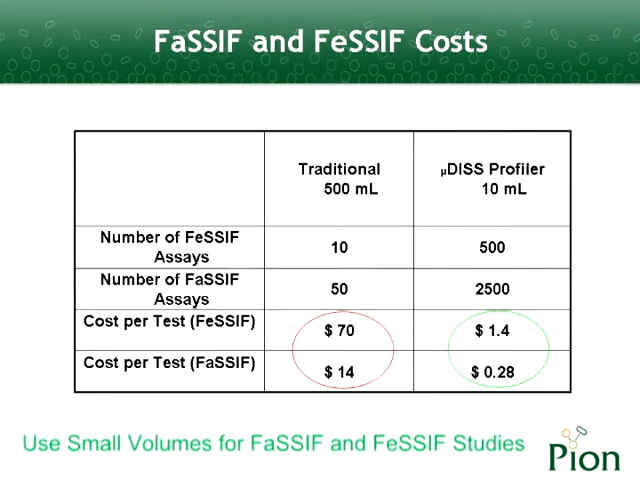 FaSSIF and FeSSIF Costs
Traditional
500 mL
µDISS Profiler
10 mL
Number of FeSSIF
Assays
10
500
Number of FaSSIF
Assays
50
2500
Cost per Test (FeSSIF)
$ 70
$ 1.4
Cost per Test (FaSSIF)
$ 14
$ 0.28
Use Small Volumes for FaSSIF and FeSSIF Studies
Pion